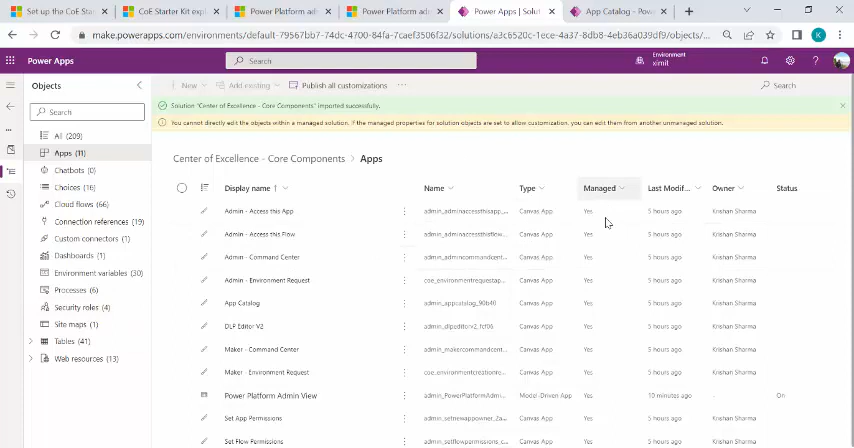 Set up the CoE Star
CoE Starter Kit expl
Power Platform adm
Power Platform adm
Power Apps | Soluti
App Catalog - Powe
make.powerapps.com/environments/default-79567bb7-74dc-4700-84fa-7caef3506f32/solutions/a3c6520c-1ece-4a37-8db8-4eb36a039df9/objects/...
K
Power Apps
Search
Environment
ximil
Objects
New
Add existing
Publish all customizations
Search
Search
Solution "Center of Excellence - Core Components" imported successfully.
You cannot directly edit the objects within a managed solution. If the managed properties for solution objects are set to allow customization, you can edit them from another unmanaged solution.
All (209)
Apps (11)
Chatbots (0)
Choices (16)
Cloud flows (66)
Connection references (19)
Custom connectors (1)
Dashboards (1)
Environment variables (30)
Processes (6)
Security roles (4)
Site maps (1)
Tables (41)
Web resources (13)
Center of Excellence - Core Components > Apps
Display name ↑ Name Type Managed Last Modif... Owner Status
Admin - Access this App admin_adminaccessthisapp_... Canvas App Yes 5 hours ago Krishan Sharma
Admin - Access this Flow admin_adminaccessthisflow... Canvas App Yes 5 hours ago Krishan Sharma
Admin - Command Center admin_admincommandcent... Canvas App Yes 5 hours ago Krishan Sharma
Admin - Environment Request coe_environmentrequestap... Canvas App Yes 5 hours ago Krishan Sharma
App Catalog admin_appcatalog_90b40 Canvas App Yes 5 hours ago Krishan Sharma
DLP Editor V2 admin_dlpeditorv2_fcf06 Canvas App Yes 5 hours ago Krishan Sharma
Maker - Command Center admin_makercommandcent... Canvas App Yes 5 hours ago Krishan Sharma
Maker - Environment Request coe_environmentcreationre... Canvas App Yes 5 hours ago Krishan Sharma
Power Platform Admin View admin_PowerPlatformAdmi... Model-Driven App Yes 10 minutes ago - On
Set App Permissions admin_setnewappowner_2a... Canvas App Yes 5 hours ago Krishan Sharma
Set Flow Permissions admin_setflowpermissions_c... Canvas App Yes 5 hours ago Krishan Sharma